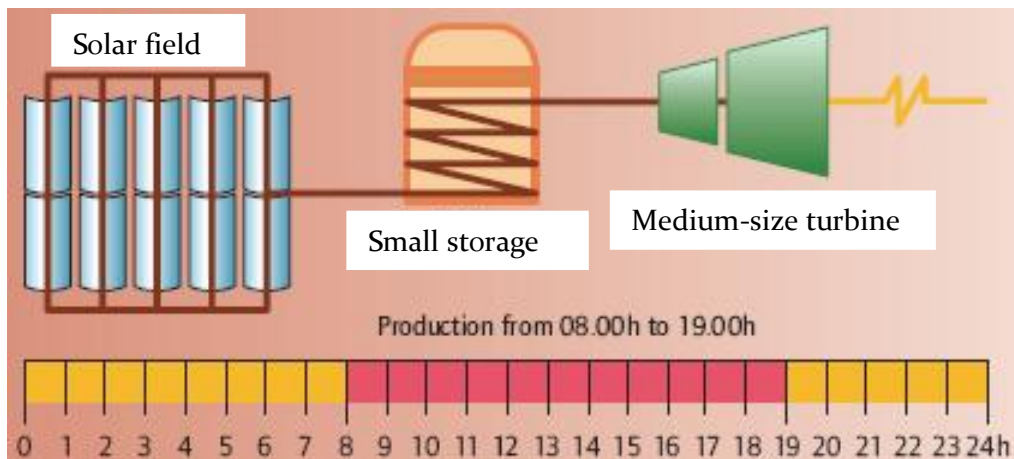 Solar field
Small storage
Medium-size turbine
Production from 08.00h to 19.00h
0 1 2 3 4 5 6 7 8 9 10 11 12 13 14 15 16 17 18 19 20 21 22 23 24h